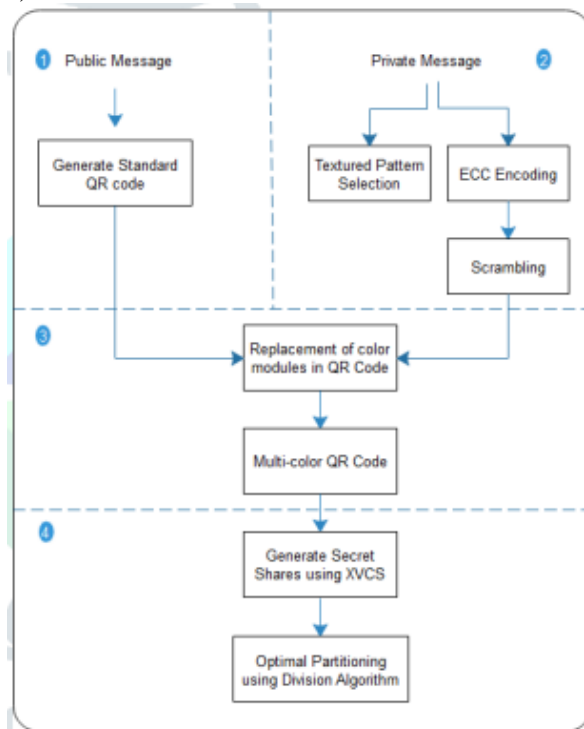 1 Public Message
Private Message 2
Generate Standard
QR code
Textured Pattern
Selection
ECC Encoding
Scrambling
3
Replacement of color
modules in QR Code
Multi-color QR Code
4
Generate Secret
Shares using XVCS
Optimal Partitioning
using Division Algorithm